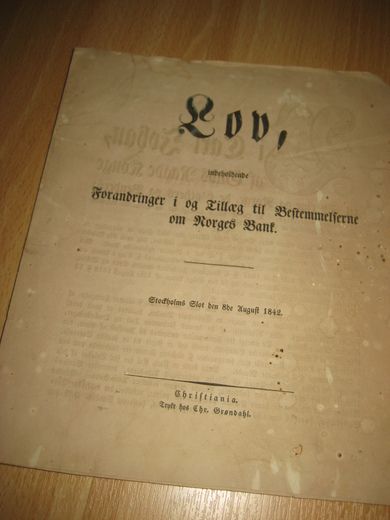 Lov,
indeholdende
Forandringer i og Tillæg til Bestemmelserne
om Norges Bank.
Stockholms Slot den 8de August 1842.
Christiania.
Trykt hos Chr. Grøndahl.